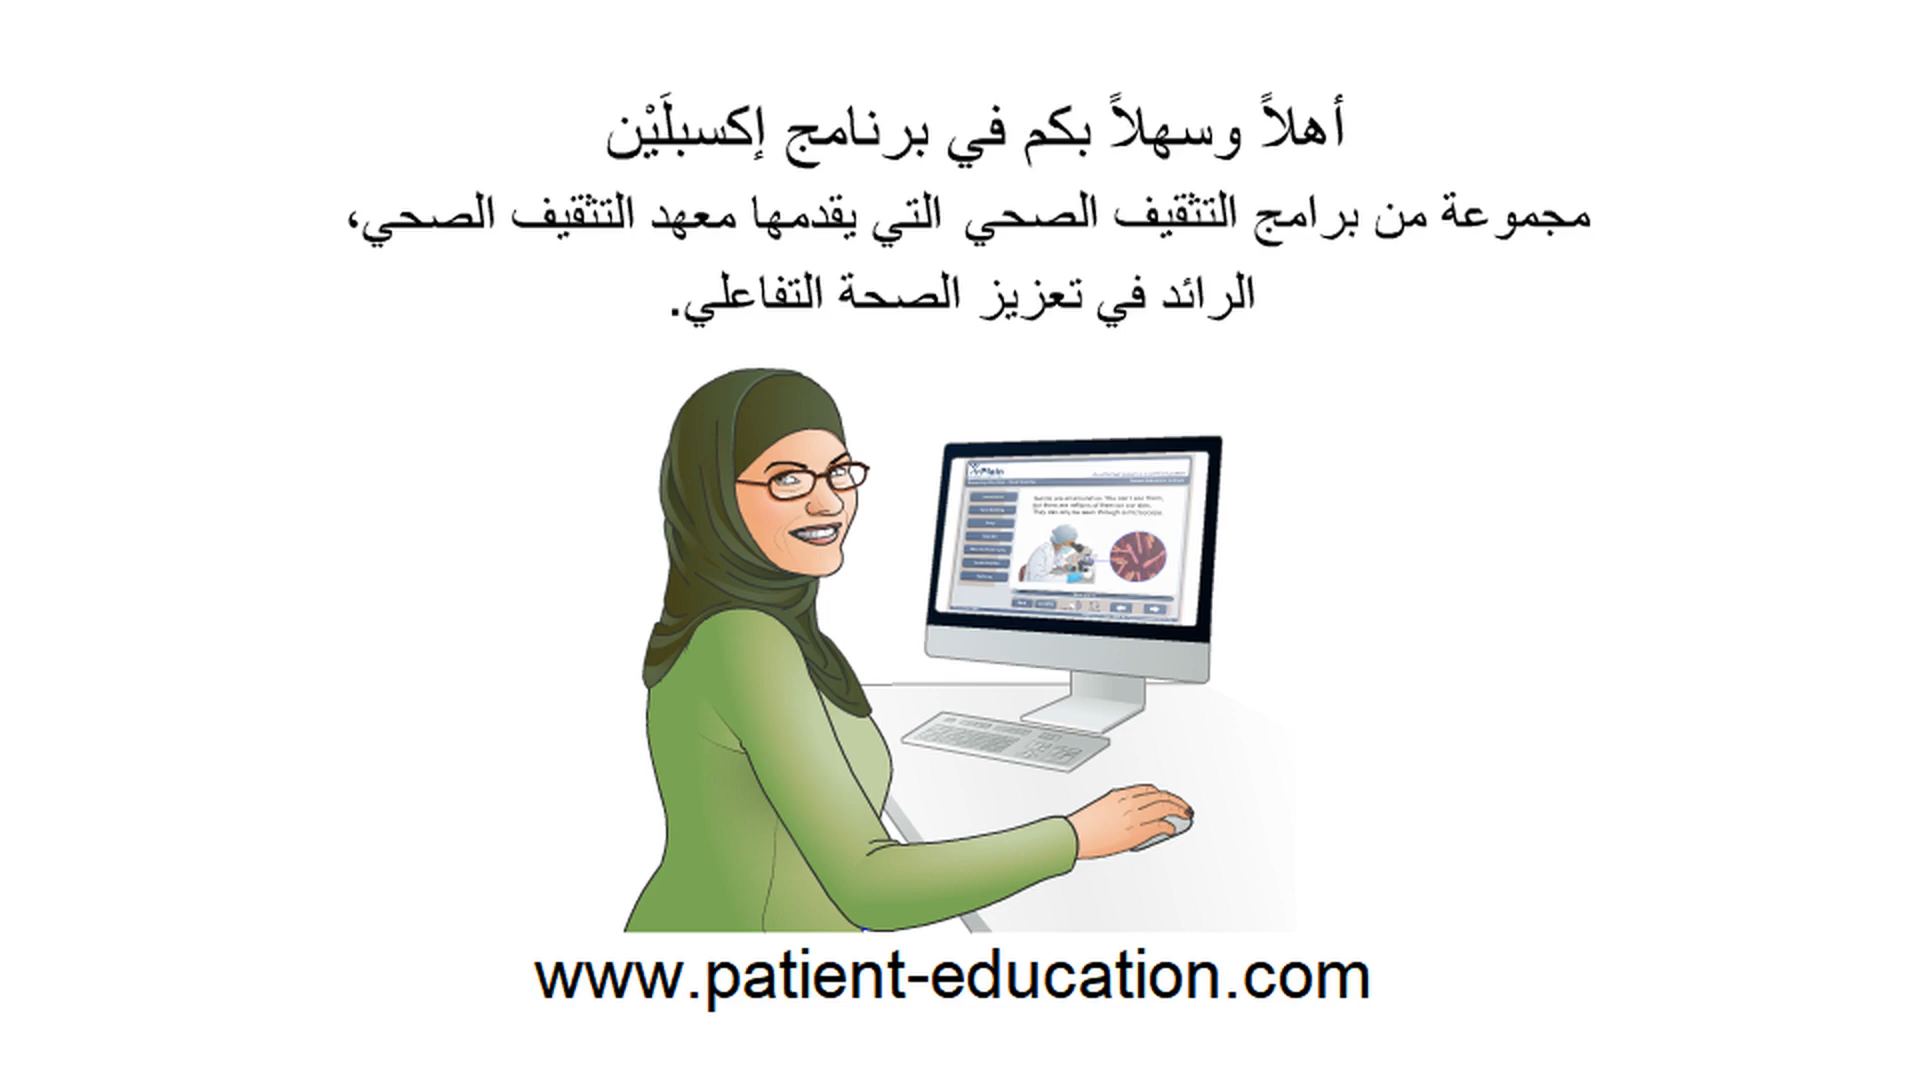 أهلاً وسهلاً بكم في برنامج إكسبلَيْن
مجموعة من برامج التثقيف الصحي التي يقدمها معهد التثقيف الصحي،
الرائد في تعزيز الصحة التفاعلي.
www.patient-education.com